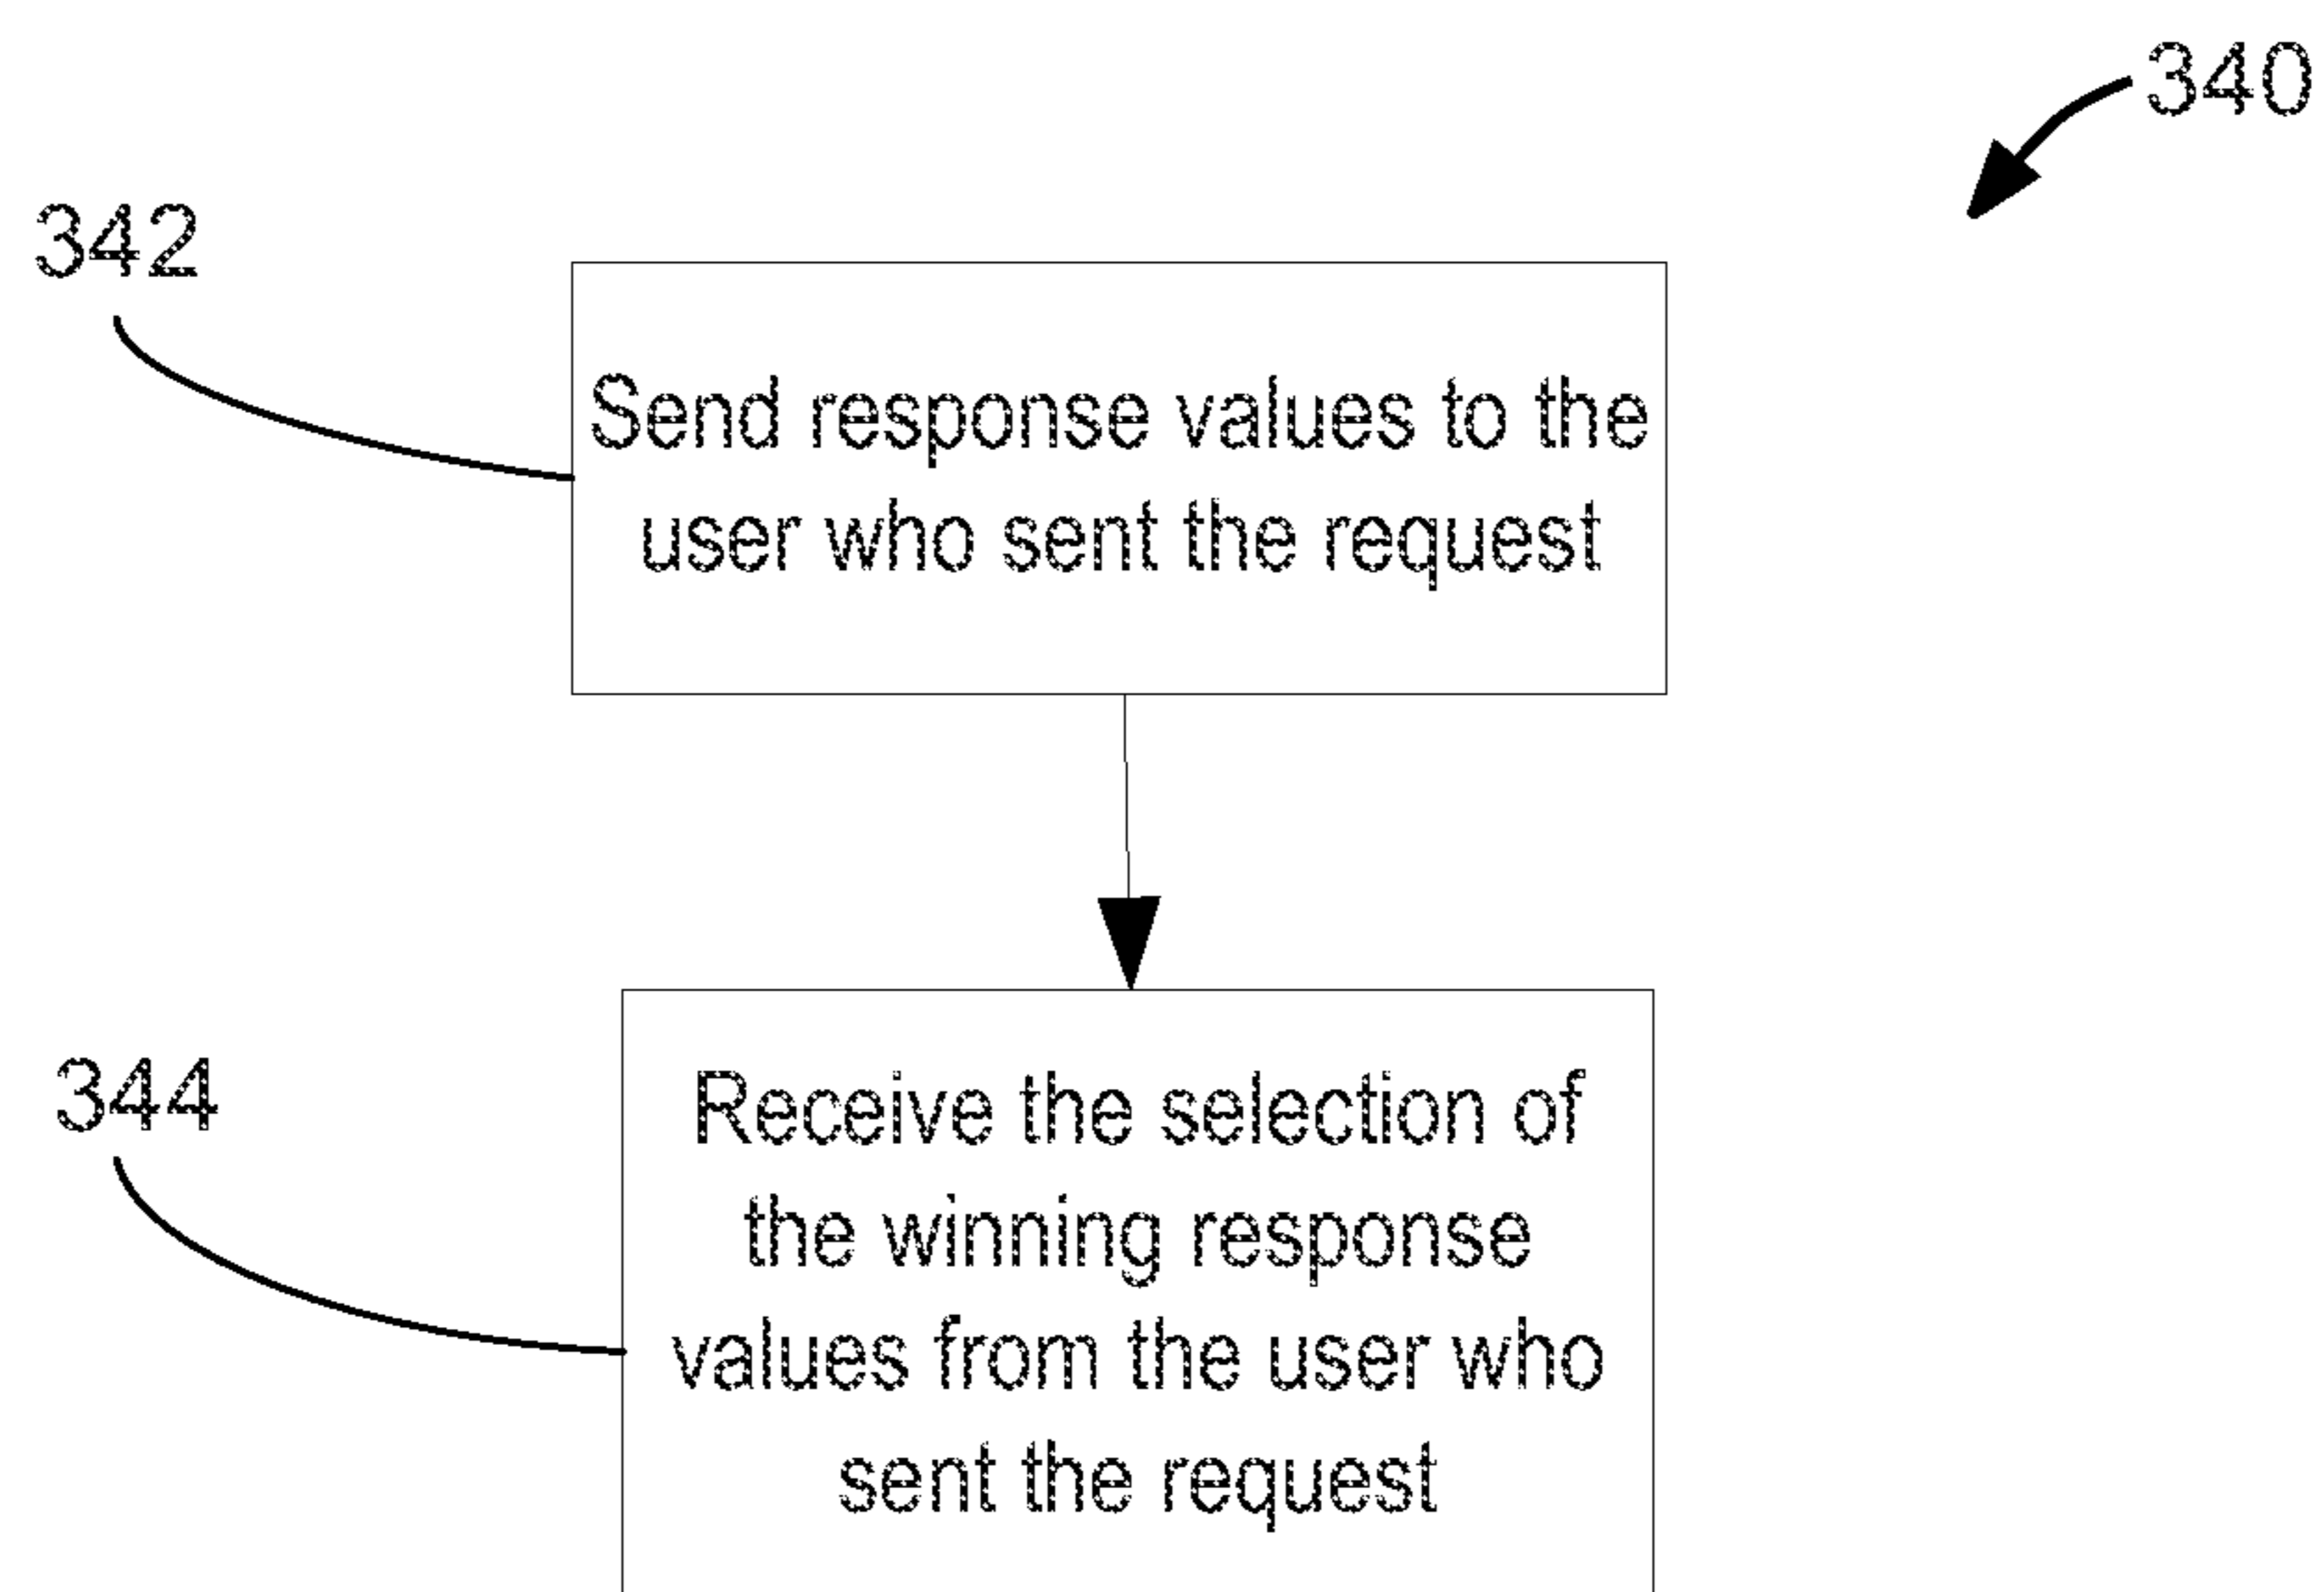 340
342
Send response values to the
user who sent the request
344
Receive the selection of
the winning response
values from the user who
sent the request